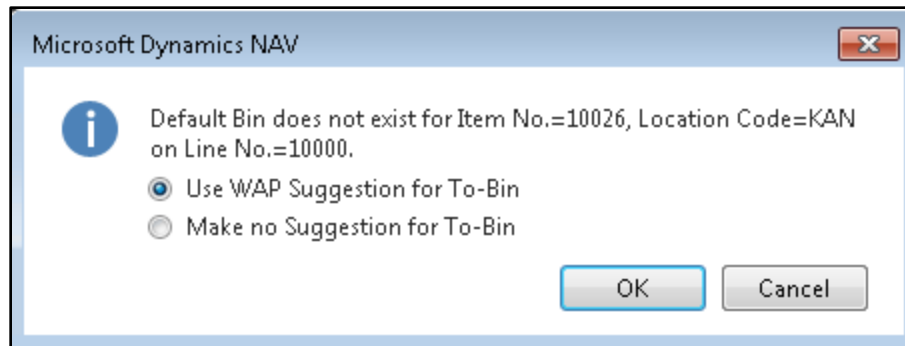 Microsoft Dynamics NAV
Default Bin does not exist for Item No.=10026, Location Code=KAN
on Line No.=10000.
Use WAP Suggestion for To-Bin
Make no Suggestion for To-Bin
OK Cancel